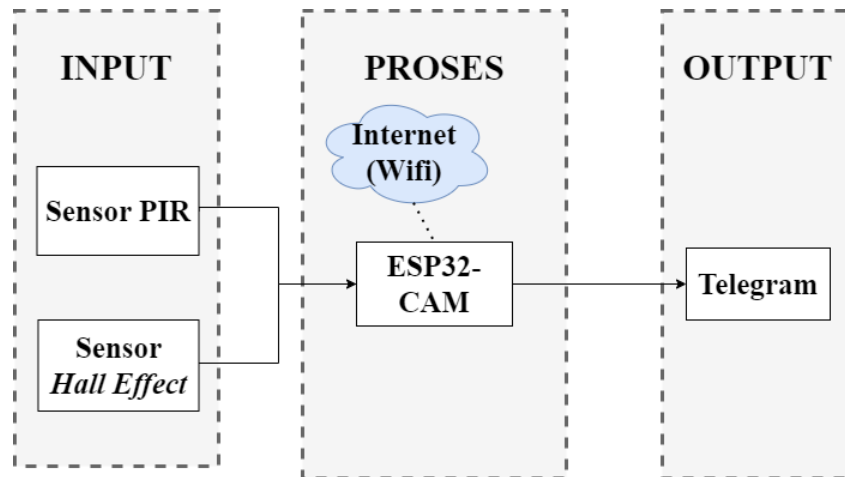 INPUT
Sensor PIR
Sensor
Hall Effect
PROSES
Internet
(Wifi)
ESP32-
CAM
OUTPUT
Telegram